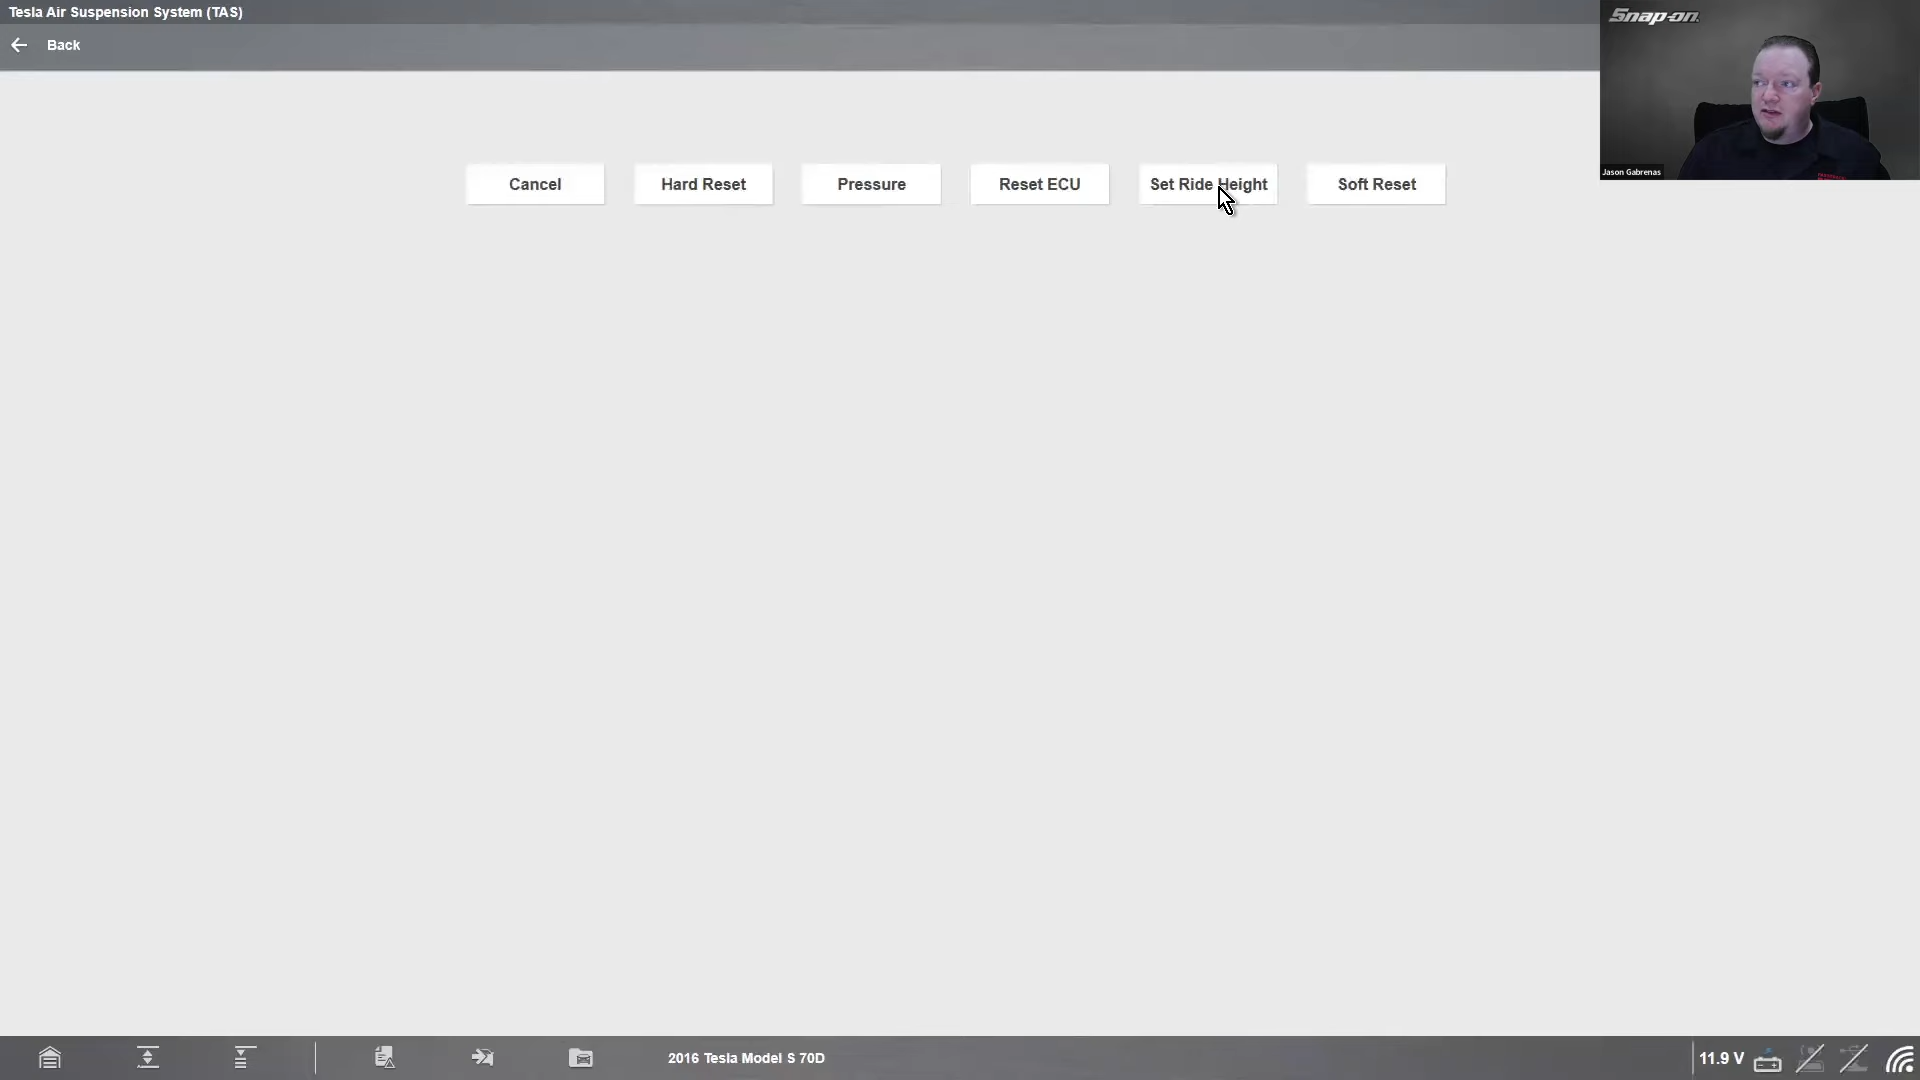 Tesla Air Suspension System (TAS)
Back
Snap-on
Jason Gabrenas
Cancel
Hard Reset
Pressure
Reset ECU
Set Ride Height
Soft Reset
2016 Tesla Model S 70D
11.9 V